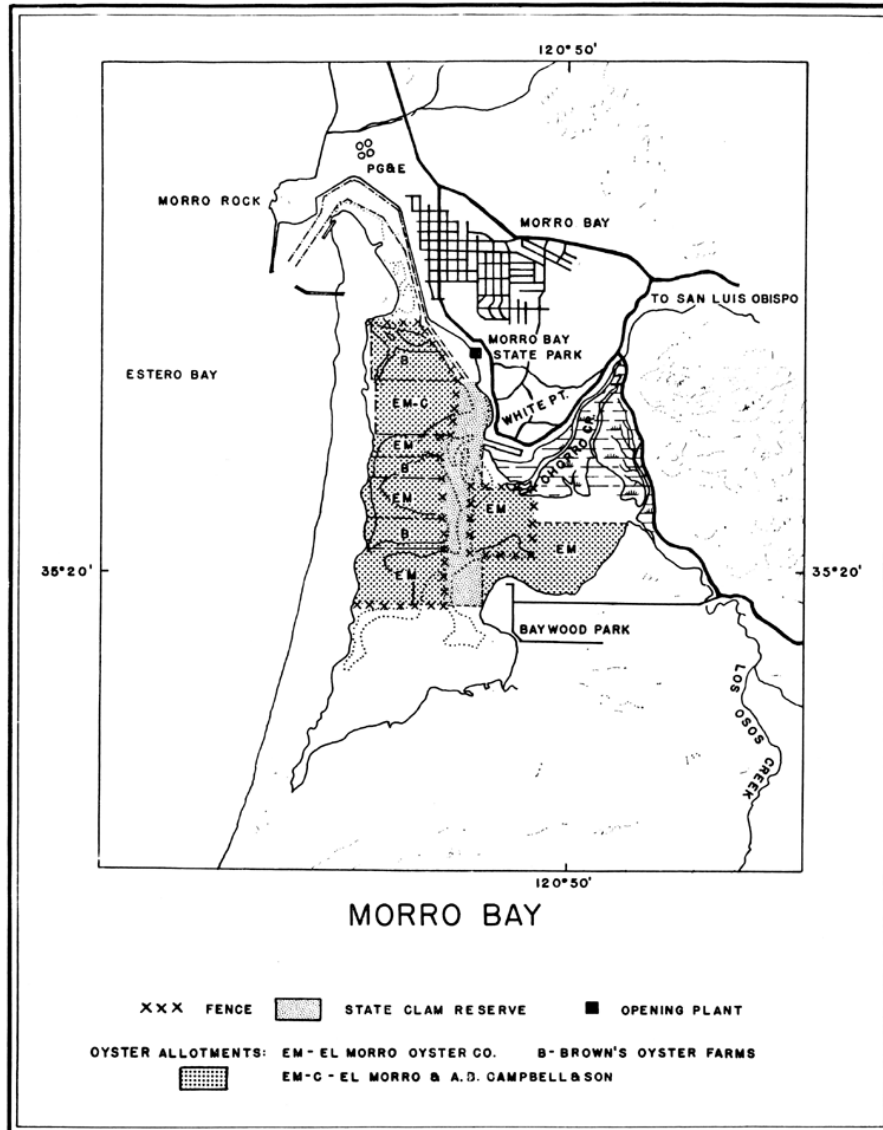 120°50'
PG&E
MORRO ROCK
MORRO BAY
TO SAN LUIS OBISPO
MORRO BAY
STATE PARK
ESTERO BAY
B
EM-C
WHITE PT.
CHORRO CR.
EM
B
EM
EM
B
EM
EM
35°20'
35°20'
BAYWOOD PARK
LOS OSOS CREEK
120°50'
MORRO BAY
XXX FENCE STATE CLAM RESERVE OPENING PLANT
OYSTER ALLOTMENTS: EM-EL MORRO OYSTER CO. B-BROWN'S OYSTER FARMS
EM-C-EL MORRO & A.D. CAMPBELL & SON